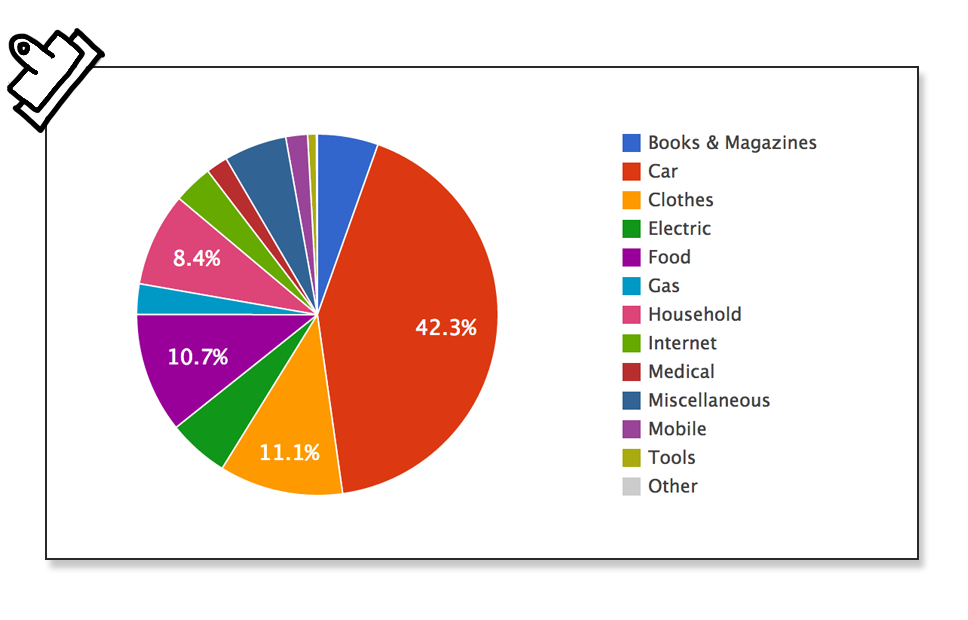 8.4%
42.3%
10.7%
11.1%
Books & Magazines
Car
Clothes
Electric
Food
Gas
Household
Internet
Medical
Miscellaneous
Mobile
Tools
Other